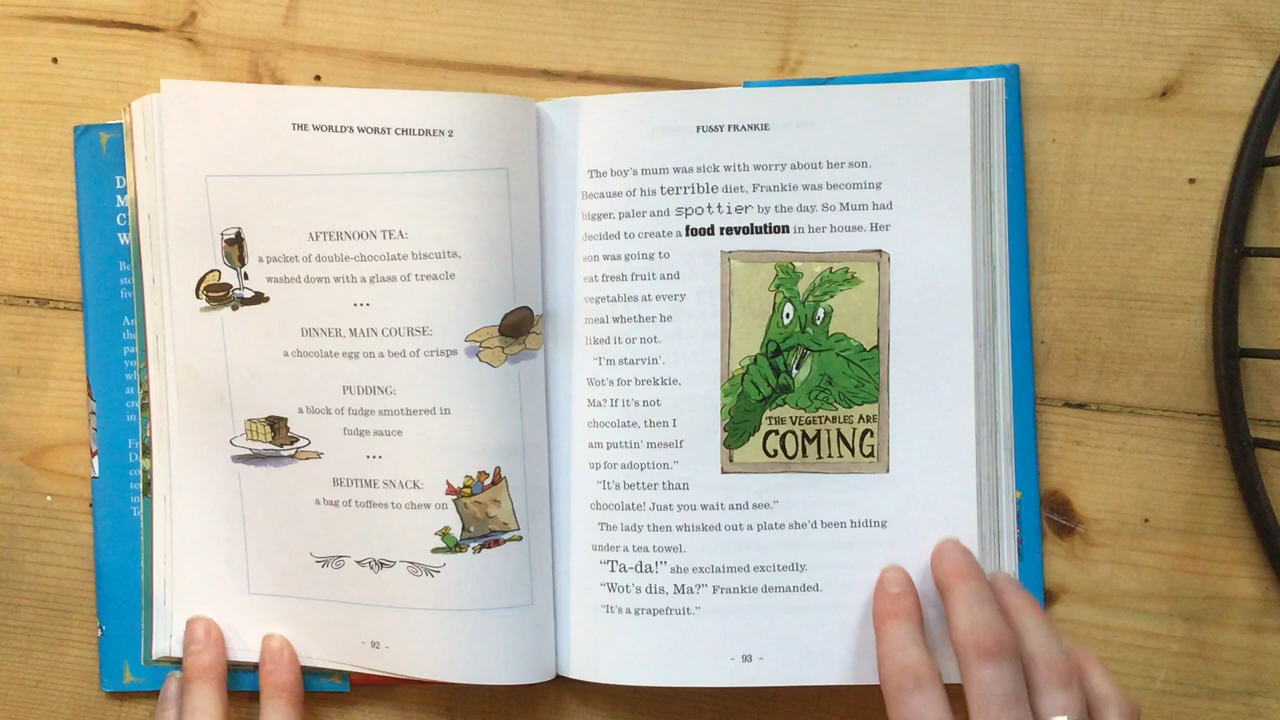 THE WORLD'S WORST CHILDREN 2
AFTERNOON TEA:
a packet of double-chocolate biscuits,
washed down with a glass of treacle
•••
DINNER, MAIN COURSE:
a chocolate egg on a bed of crisps
PUDDING:
a block of fudge smothered in
fudge sauce
•••
BEDTIME SNACK:
a bag of toffees to chew on
- 92 -
FUSSY FRANKIE
The boy's mum was sick with worry about her son.
Because of his terrible diet, Frankie was becoming
bigger, paler and spottier by the day. So Mum had
decided to create a food revolution in her house. Her
son was going to
eat fresh fruit and
vegetables at every
meal whether he
liked it or not.
"I'm starvin'.
Wot's for brekkie,
Ma? If it's not
chocolate, then I
am puttin' meself
up for adoption."
"It's better than
chocolate! Just you wait and see."
The lady then whisked out a plate she'd been hiding
under a tea towel.
"Ta-da!" she exclaimed excitedly.
"Wot's dis, Ma?" Frankie demanded.
"It's a grapefruit."
THE VEGETABLES ARE
COMING
- 93 -